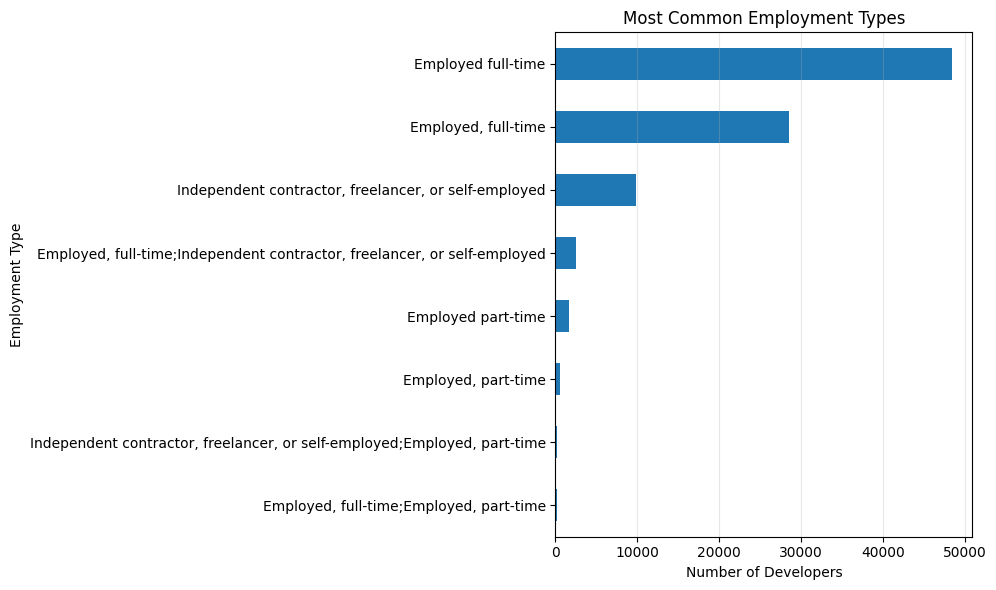 Most Common Employment Types
Employment Type
Employed full-time
Employed, full-time
Independent contractor, freelancer, or self-employed
Employed, full-time;Independent contractor, freelancer, or self-employed
Employed part-time
Employed, part-time
Independent contractor, freelancer, or self-employed;Employed, part-time
Employed, full-time;Employed, part-time
0 10000 20000 30000 40000 50000
Number of Developers